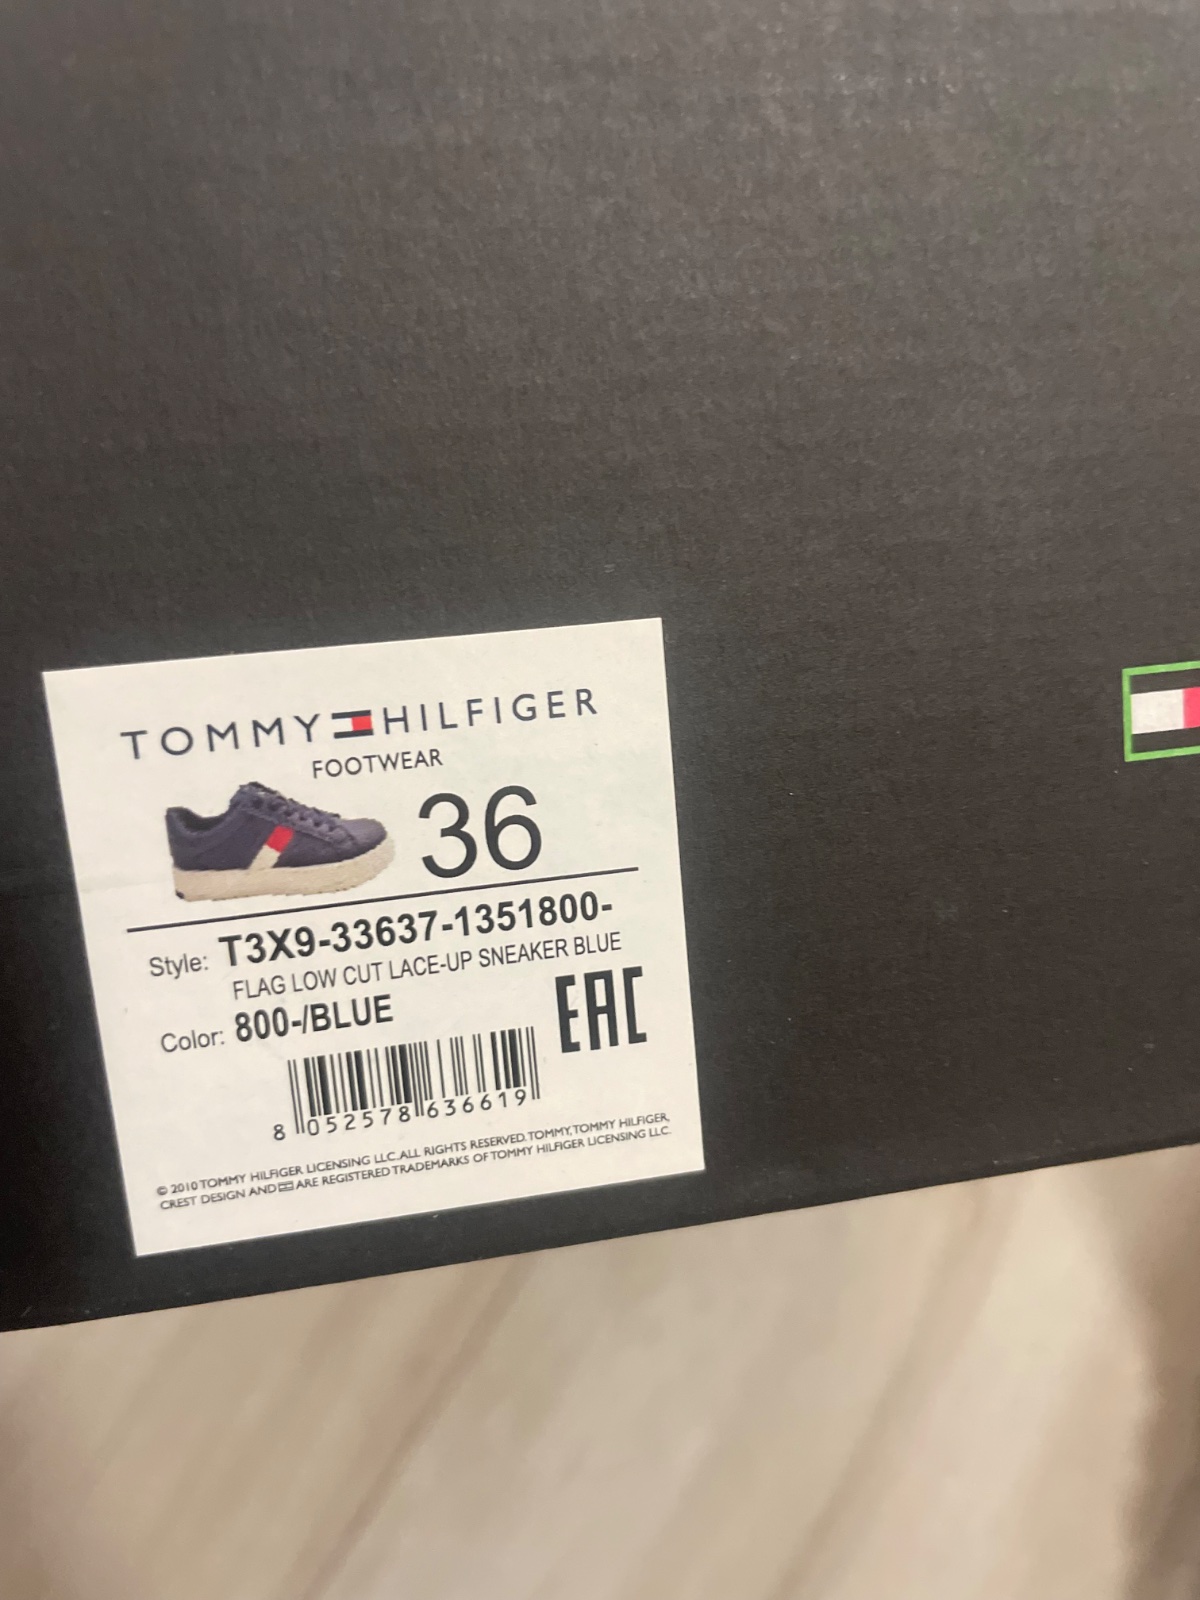 TOMMY HILFIGER
FOOTWEAR
36
Style: T3X9-33637-1351800-
FLAG LOW CUT LACE-UP SNEAKER BLUE
Color: 800-/BLUE
EAC
8 052578 636619
© 2010 TOMMY HILFIGER LICENSING LLC. ALL RIGHTS RESERVED. TOMMY, TOMMY HILFIGER,
CREST DESIGN AND ARE REGISTERED TRADEMARKS OF TOMMY HILFIGER LICENSING LLC.